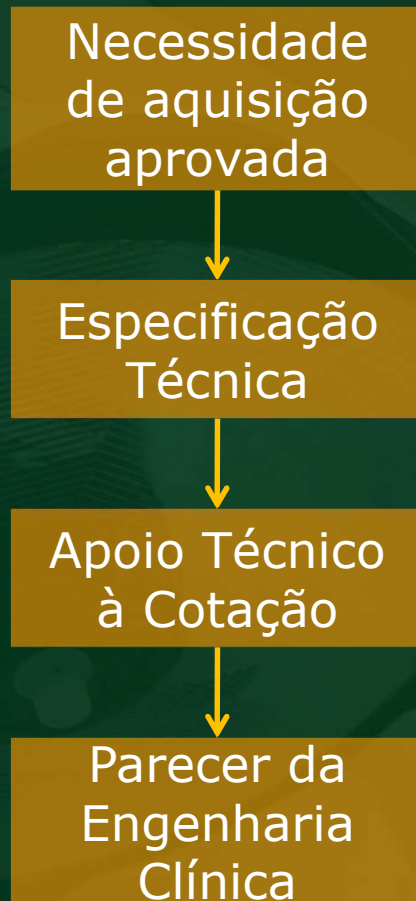 Necessidade
de aquisição
aprovada
Especificação
Técnica
Apoio Técnico
à Cotação
Parecer da
Engenharia
Clínica